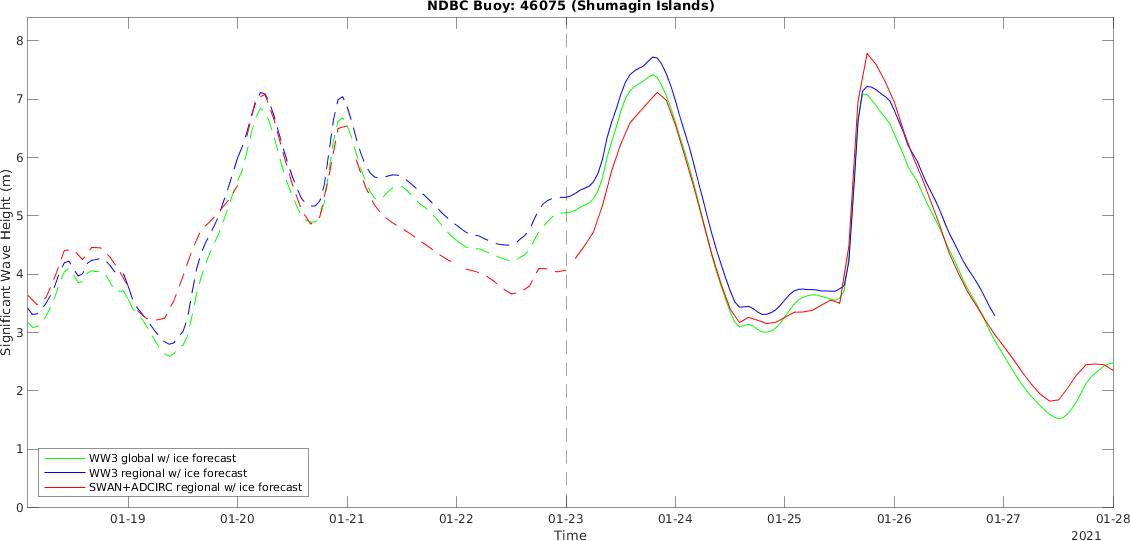 NDBC Buoy: 46075 (Shumagin Islands)
Significant Wave Height (m)
8
7
6
5
4
3
2
1
0
WW3 global w/ ice forecast
WW3 regional w/ ice forecast
SWAN+ADCIRC regional w/ ice forecast
01-19 01-20 01-21 01-22 01-23 01-24 01-25 01-26 01-27 01-28
Time
2021